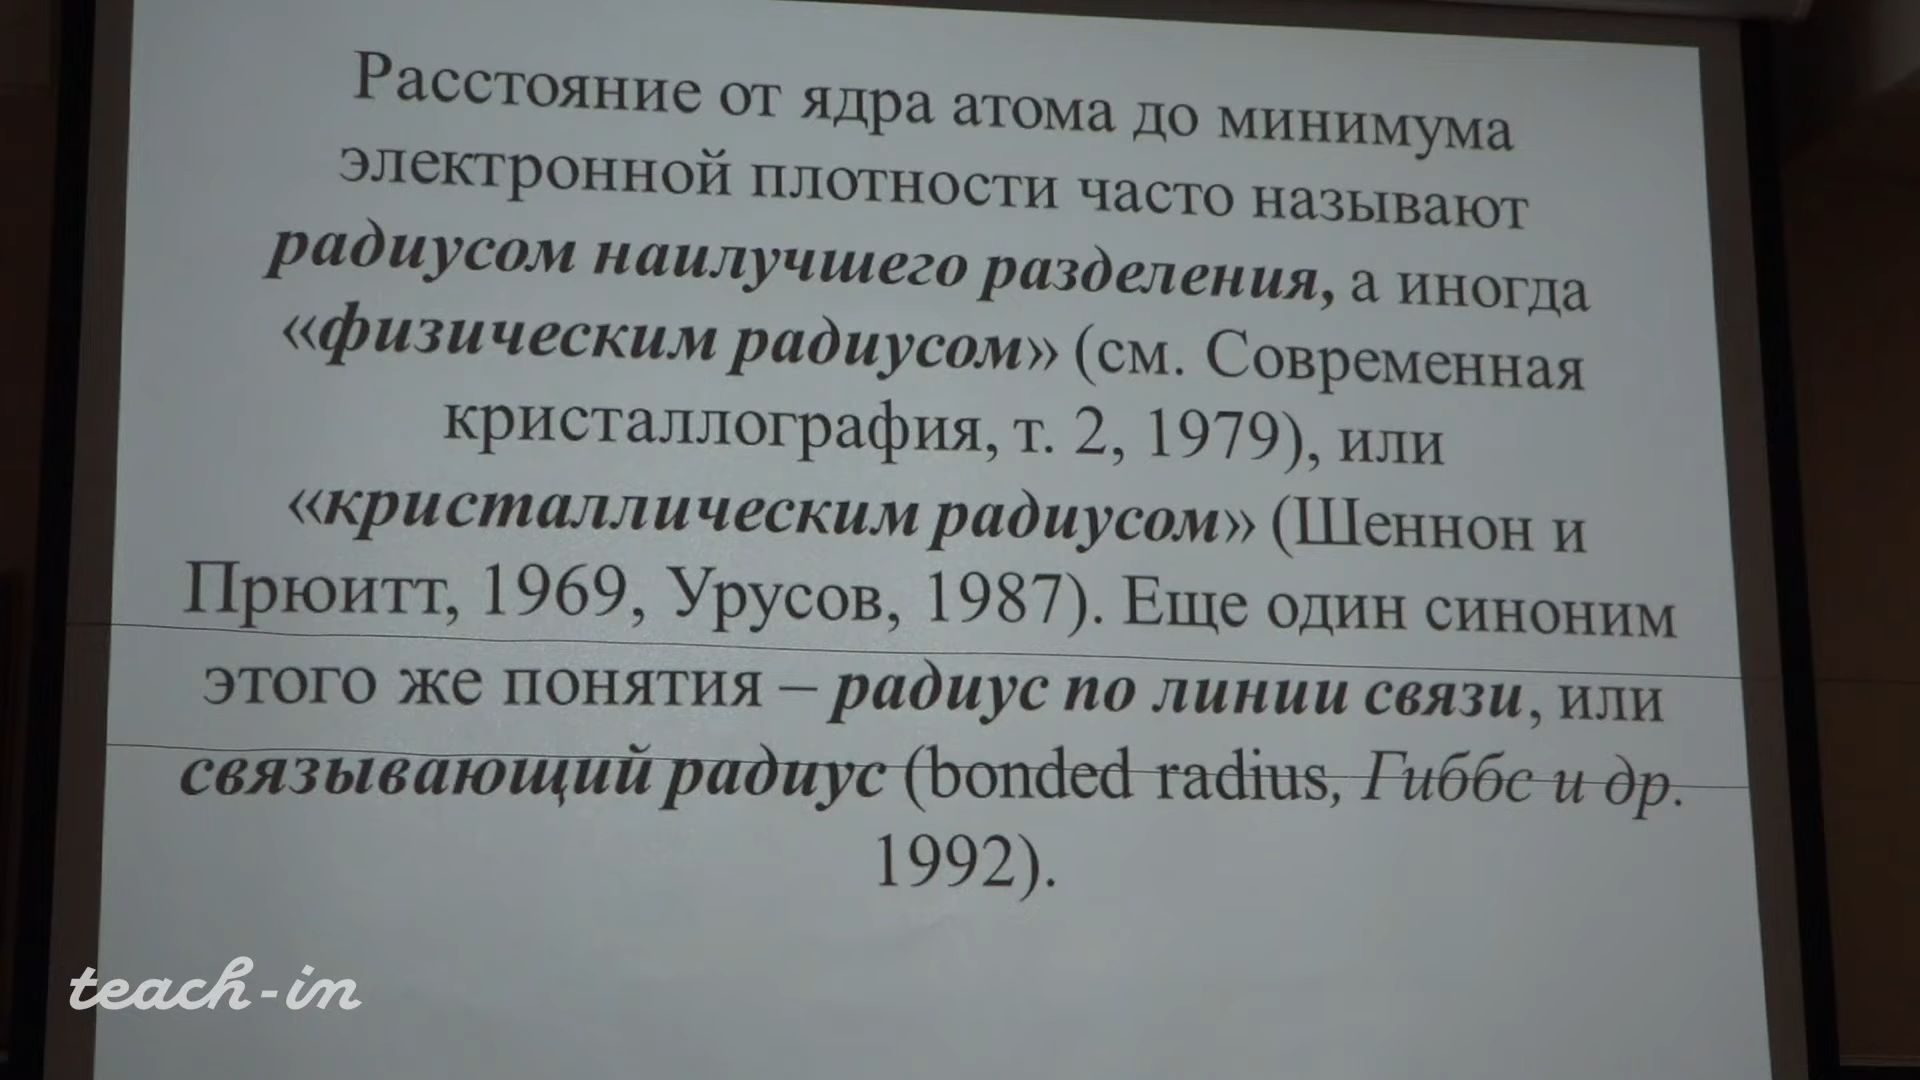 Расстояние от ядра атома до минимума
электронной плотности часто называют
радиусом наилучшего разделения, а иногда
«физическим радиусом» (см. Современная
кристаллография, т. 2, 1979), или
«кристаллическим радиусом» (Шеннон и
Прюитт, 1969, Урусов, 1987). Еще один синоним
этого же понятия – радиус по линии связи, или
связывающий радиус (bonded radius, Гиббс и др.
1992).
teach-in